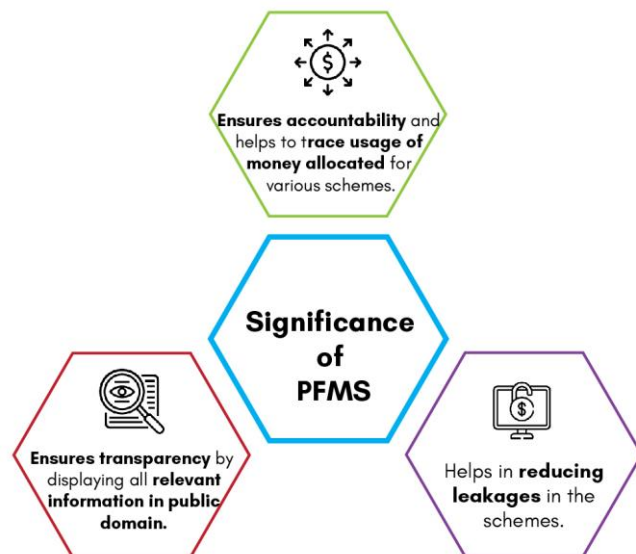 $
Ensures accountability and
helps to trace usage of
money allocated for
various schemes.
Significance
of
PFMS
Ensures transparency by
displaying all relevant
information in public
domain.
$
Helps in reducing
leakages in the
schemes.